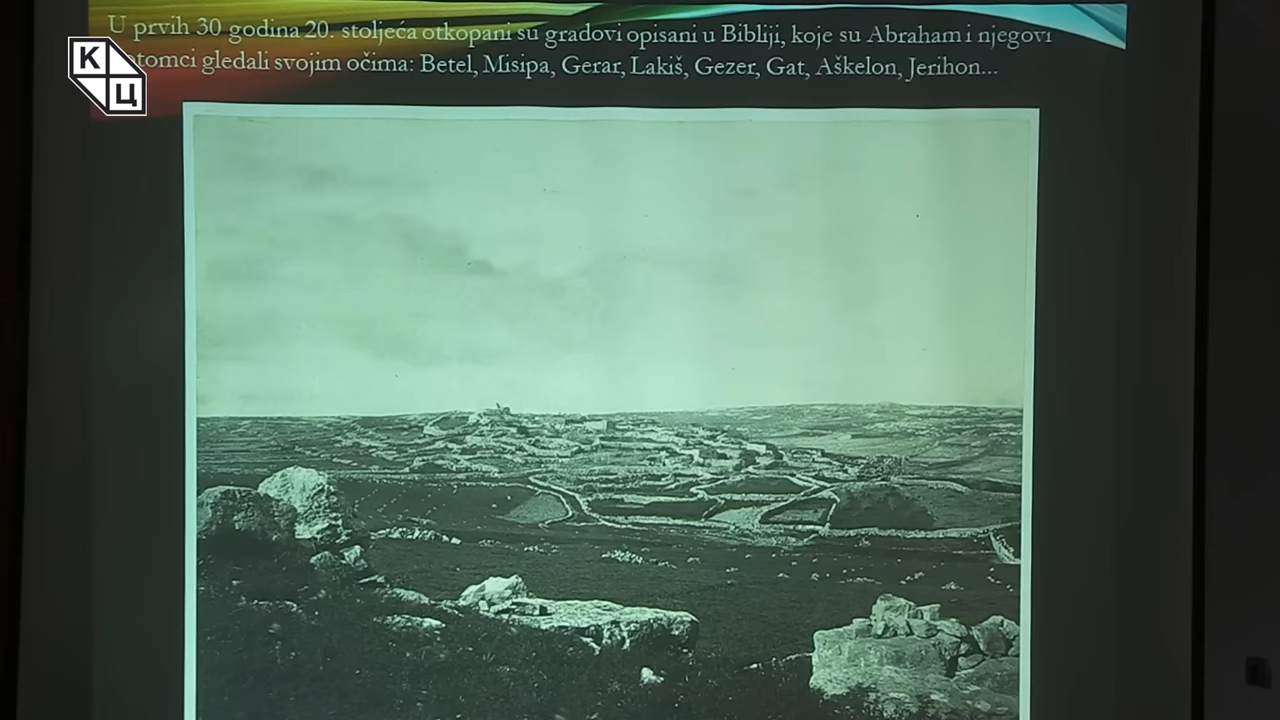 U prvih 30 godina 20. stoljeća otkopani su gradovi opisani u Bibliji, koje su Abraham i njegovi
potomci gledali svojim očima: Betel, Misipa, Gerar, Lakiš, Gezer, Gat, Aškelon, Jerihon...
К
Ц